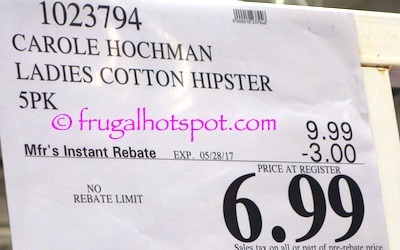 1023794
CAROLE HOCHMAN
LADIES COTTON HIPSTER
5PK
© frugalhotspot.com
9.99
Mfr's Instant Rebate EXP. 05/28/17 -3.00
PRICE AT REGISTER
NO
REBATE LIMIT
6.99
Sales tax on all or part of pre-rebate price